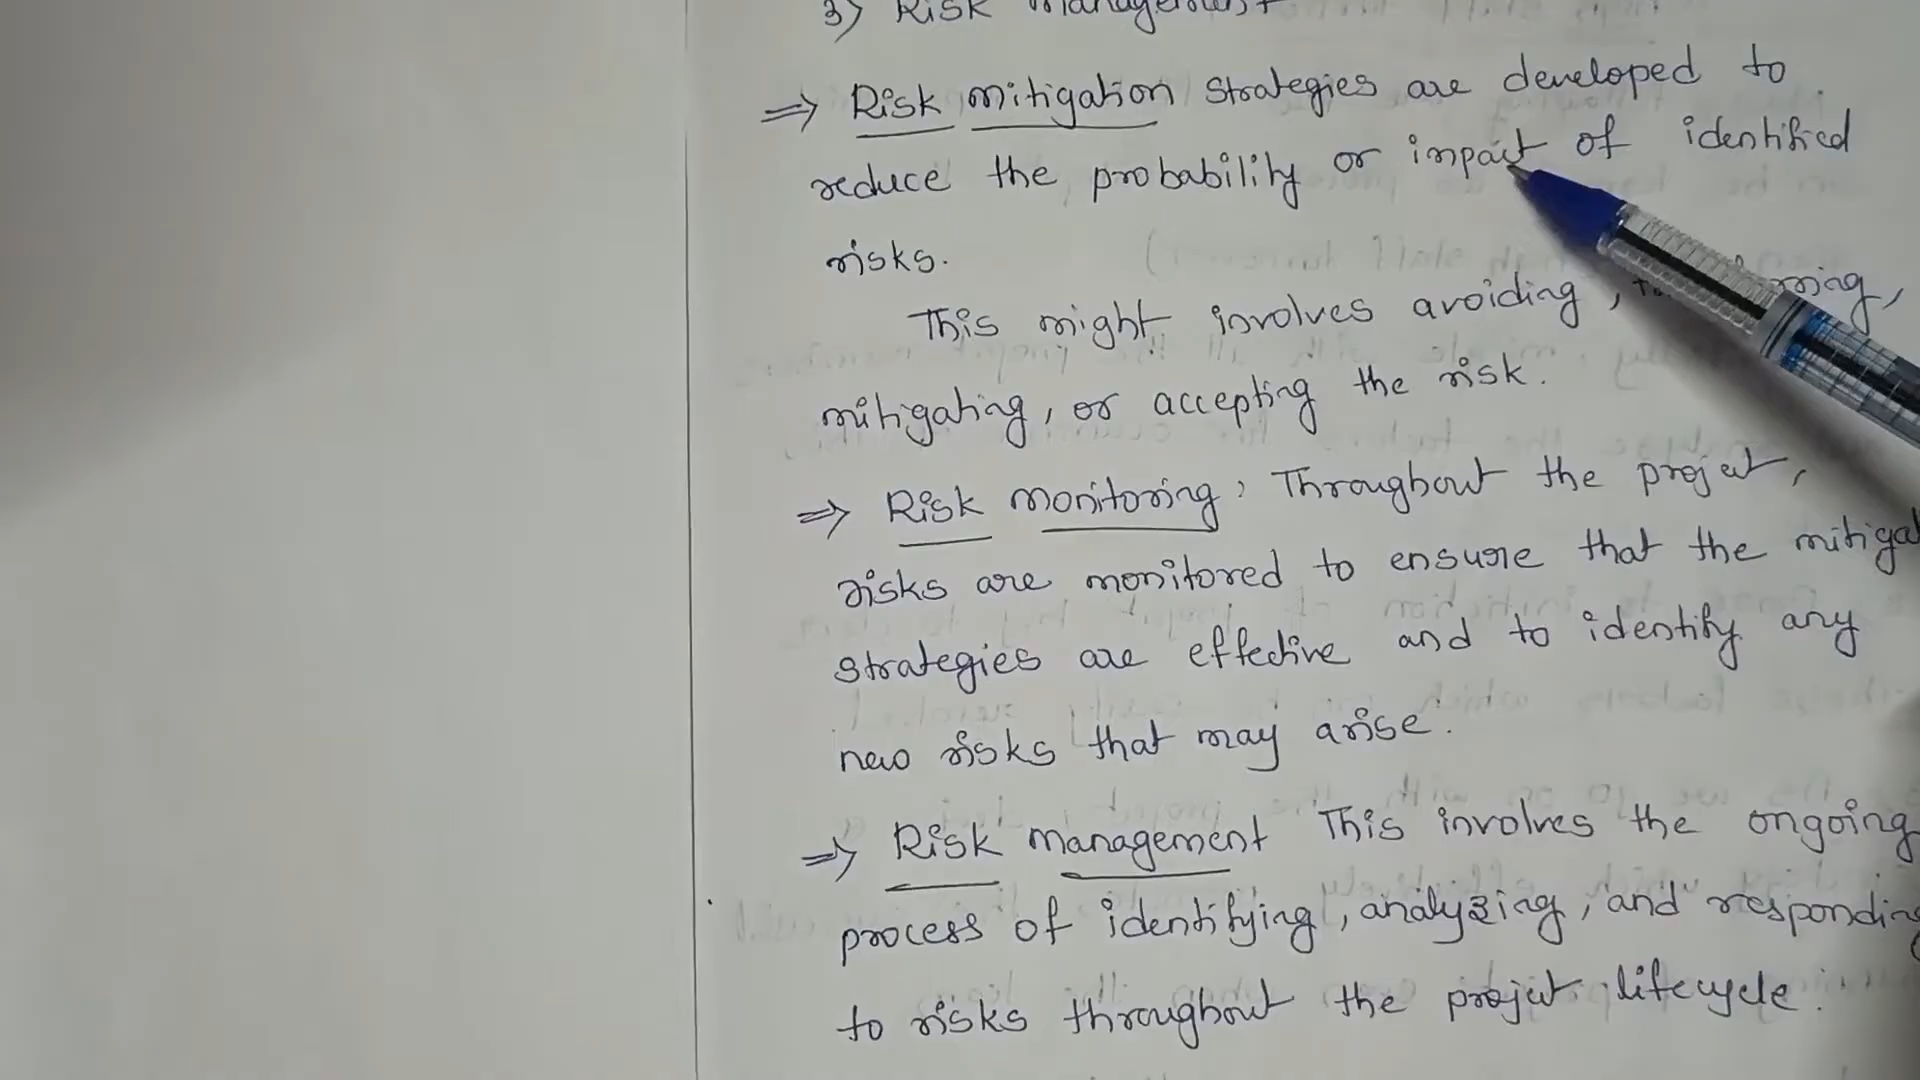 3) Risk management
⇒ Risk mitigation strategies are developed to
reduce the probability or impact of identified
risks.
This might involves avoiding,
mitigating, or accepting the risk.
⇒ Risk monitoring, Throughout the project,
risks are monitored to ensure that the mitigat
strategies are effective and to identify any
new risks that may arise.
⇒ Risk management This involves the ongoing
process of identifying, analyzing, and responding
to risks throughout the project lifecycle.